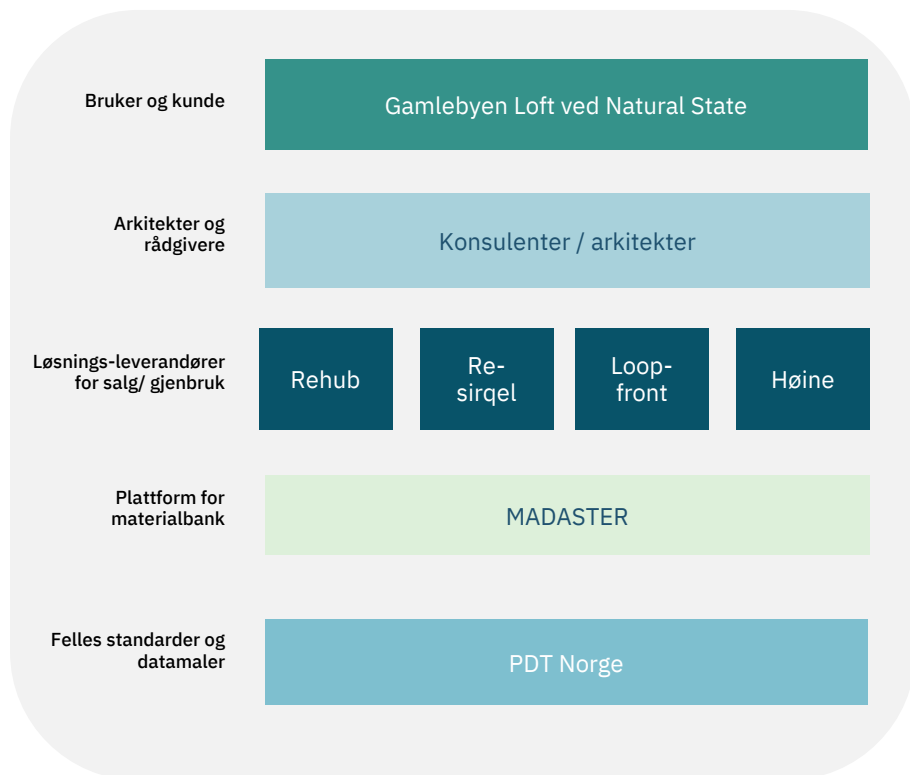 Bruker og kunde
Gamlebyen Loft ved Natural State
Arkitekter og
rådgivere
Konsulenter / arkitekter
Løsnings-leverandører
for salg/ gjenbruk
Rehub
Re-
sirqel
Loop-
front
Høine
Plattform for
materialbank
MADASTER
Felles standarder og
datamaler
PDT Norge